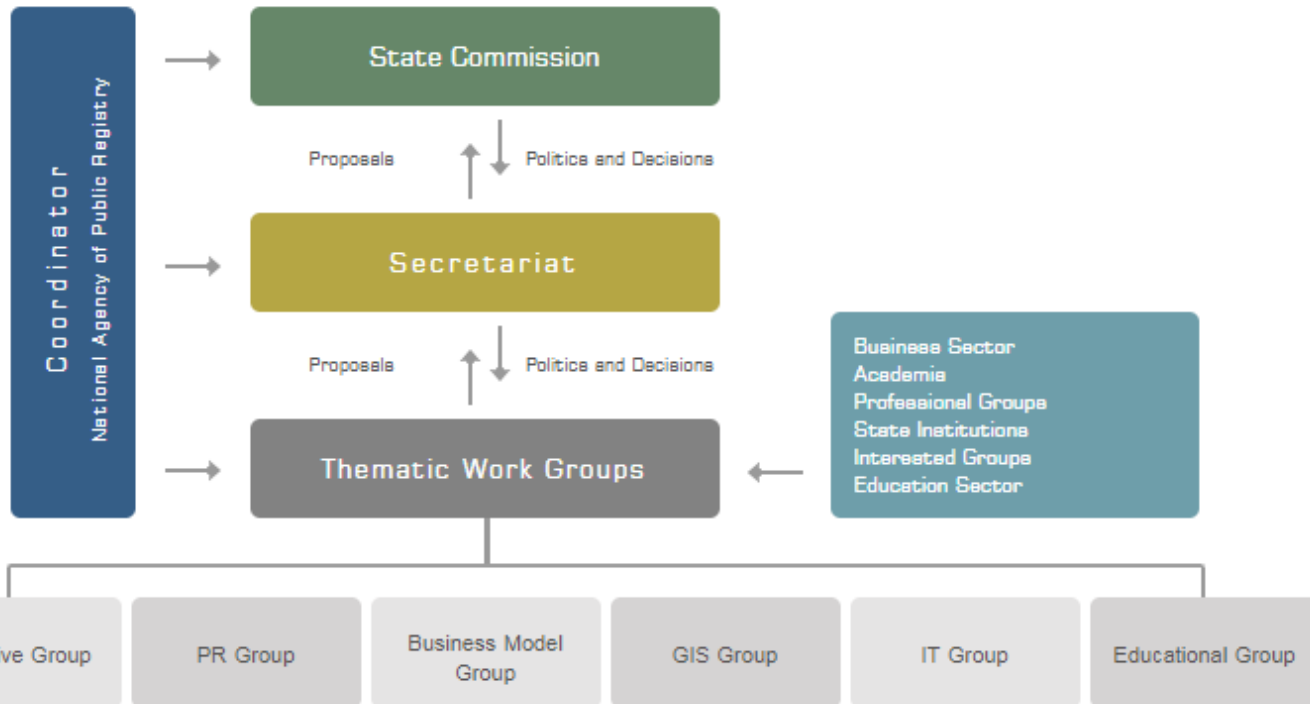 Coordinator
National Agency of Public Registry
State Commission
Proposals
Politics and Decisions
Secretariat
Proposals
Politics and Decisions
Business Sector
Academia
Professional Groups
State Institutions
Interested Groups
Education Sector
Thematic Work Groups
Group
PR Group
Business Model
Group
GIS Group
IT Group
Educational Group